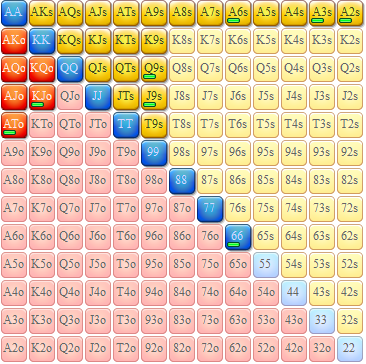 AA AKs AQs AJs ATs A9s A8s A7s A6s A5s A4s A3s A2s
AKo KK KQs KJs KTs K9s K8s K7s K6s K5s K4s K3s K2s
AQo KQo QQ QJs QTs Q9s Q8s Q7s Q6s Q5s Q4s Q3s Q2s
AJo KJo QJo JJ JTs J9s J8s J7s J6s J5s J4s J3s J2s
ATo KTo QTo JTo TT T9s T8s T7s T6s T5s T4s T3s T2s
A9o K9o Q9o J9o T9o 99 98s 97s 96s 95s 94s 93s 92s
A8o K8o Q8o J8o T8o 98o 88 87s 86s 85s 84s 83s 82s
A7o K7o Q7o J7o T7o 97o 87o 77 76s 75s 74s 73s 72s
A6o K6o Q6o J6o T6o 96o 86o 76o 66 65s 64s 63s 62s
A5o K5o Q5o J5o T5o 95o 85o 75o 65o 55 54s 53s 52s
A4o K4o Q4o J4o T4o 94o 84o 74o 64o 54o 44 43s 42s
A3o K3o Q3o J3o T3o 93o 83o 73o 63o 53o 43o 33 32s
A2o K2o Q2o J2o T2o 92o 82o 72o 62o 52o 42o 32o 22